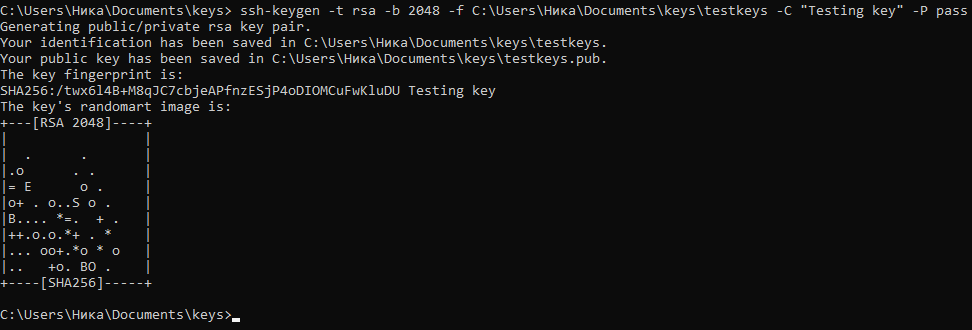 C:\Users\Ника\Documents\keys> ssh-keygen -t rsa -b 2048 -f C:\Users\Ника\Documents\keys\testkeys -C "Testing key" -P pass
Generating public/private rsa key pair.
Your identification has been saved in C:\Users\Ника\Documents\keys\testkeys.
Your public key has been saved in C:\Users\Ника\Documents\keys\testkeys.pub.
The key fingerprint is:
SHA256:/twx6l4B+M8qJC7cbjeAPfnzESjP4oDIOMCuFwKluDU Testing key
The key's randomart image is:
+---[RSA 2048]----+
|                 |
|  .      .       |
|.o      . .      |
|= E      o .     |
|o+ . o..S o .    |
|B.... *=.  + .   |
|++.o.o.*+ . *    |
|... oo+.*o * o   |
|..   +o. BO .    |
+----[SHA256]-----+
C:\Users\Ника\Documents\keys>